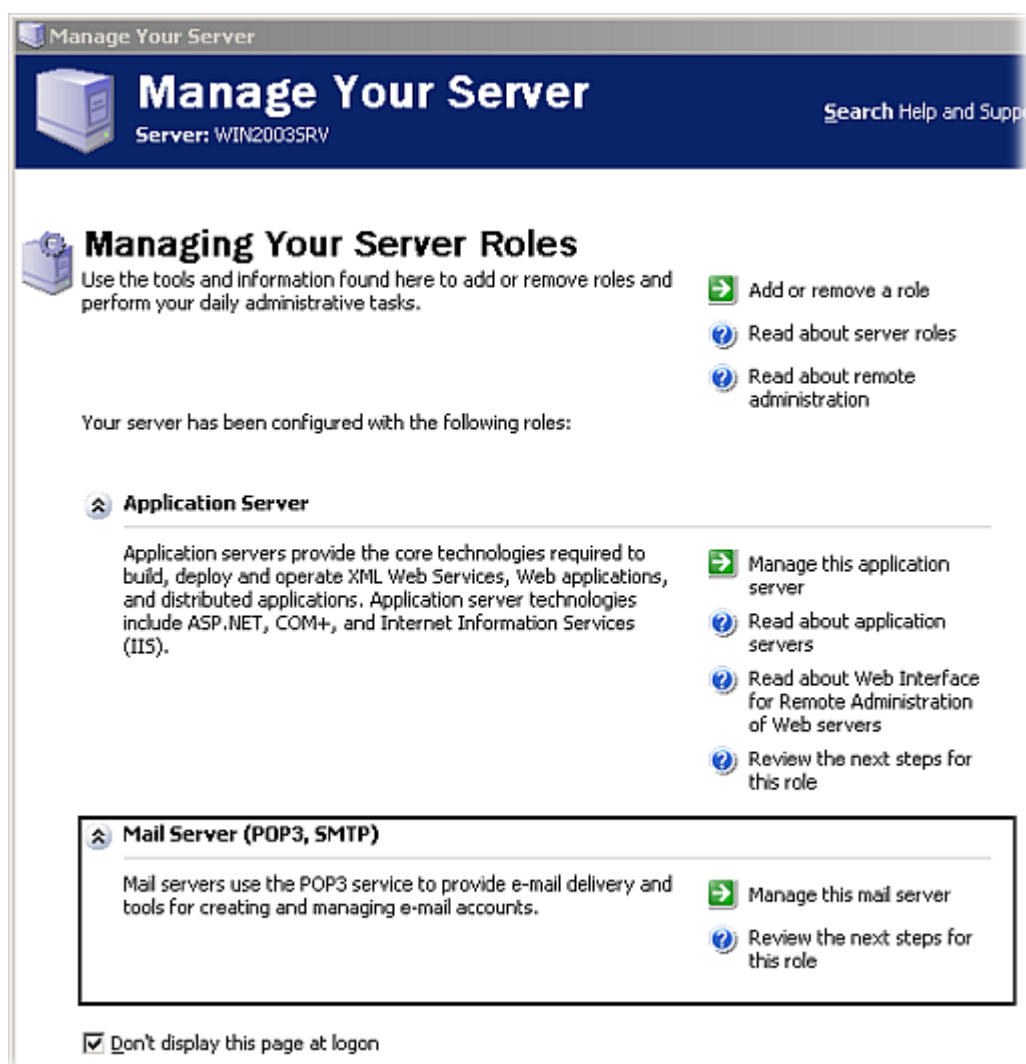 Manage Your Server
Manage Your Server
Server: WIN2003SRV
Search Help and Supp
Managing Your Server Roles
Use the tools and information found here to add or remove roles and
perform your daily administrative tasks.
Add or remove a role
Read about server roles
Read about remote
administration
Your server has been configured with the following roles:
Application Server
Application servers provide the core technologies required to
build, deploy and operate XML Web Services, Web applications,
and distributed applications. Application server technologies
include ASP.NET, COM+, and Internet Information Services
(IIS).
Manage this application
server
Read about application
servers
Read about Web Interface
for Remote Administration
of Web servers
Review the next steps for
this role
Mail Server (POP3, SMTP)
Mail servers use the POP3 service to provide e-mail delivery and
tools for creating and managing e-mail accounts.
Manage this mail server
Review the next steps for
this role
Don't display this page at logon